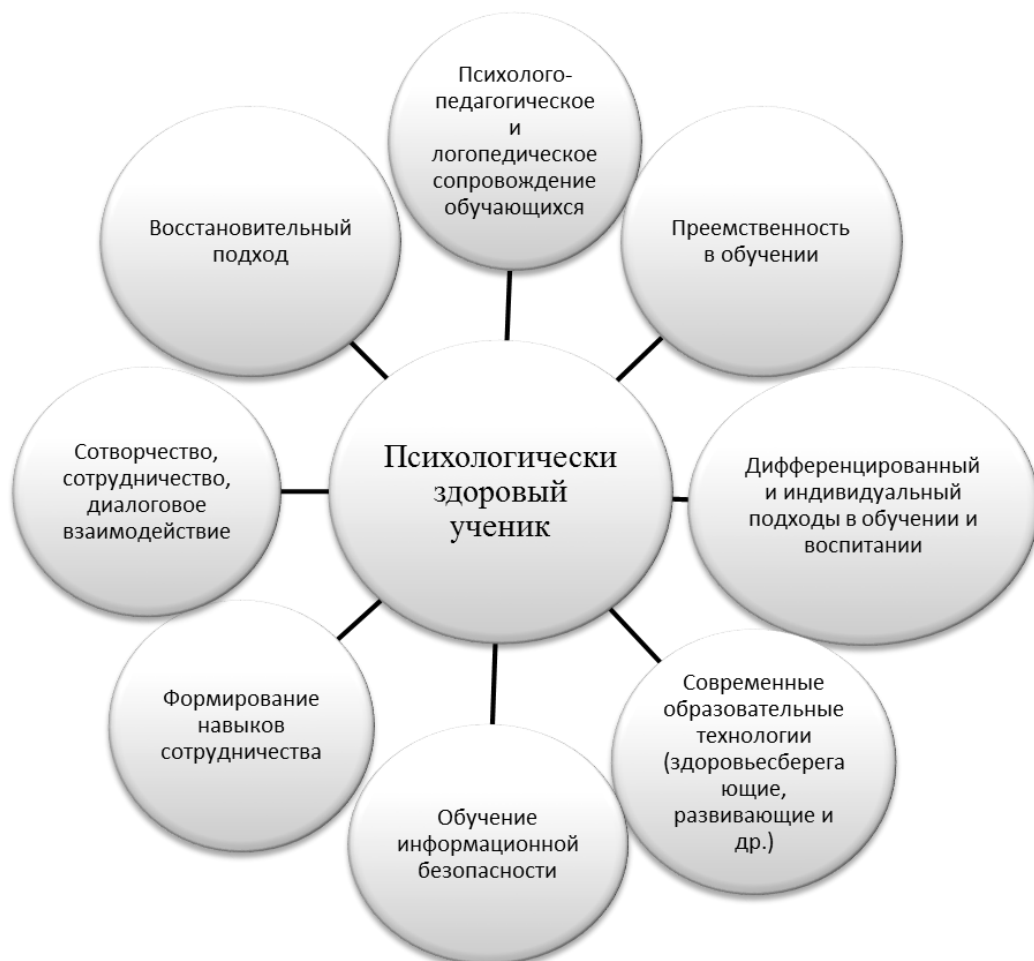 Психолого-
педагогическое
и
логопедическое
сопровождение
обучающихся
Преемственность
в обучении
Дифференцированный
и индивидуальный
подходы в обучении и
воспитании
Современные
образовательные
технологии
(здоровьесберега
ющие,
развивающие и
др.)
Обучение
информационной
безопасности
Формирование
навыков
сотрудничества
Сотворчество,
сотрудничество,
диалоговое
взаимодействие
Восстановительный
подход
Психологически
здоровый
ученик